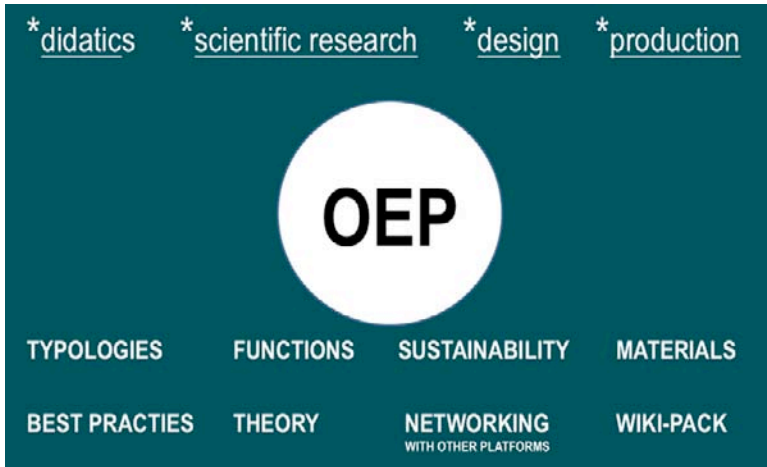 *didatics *scientific research *design *production
OEP
TYPOLOGIES FUNCTIONS SUSTAINABILITY MATERIALS
BEST PRACTIES THEORY NETWORKING WIKI-PACK
WITH OTHER PLATFORMS